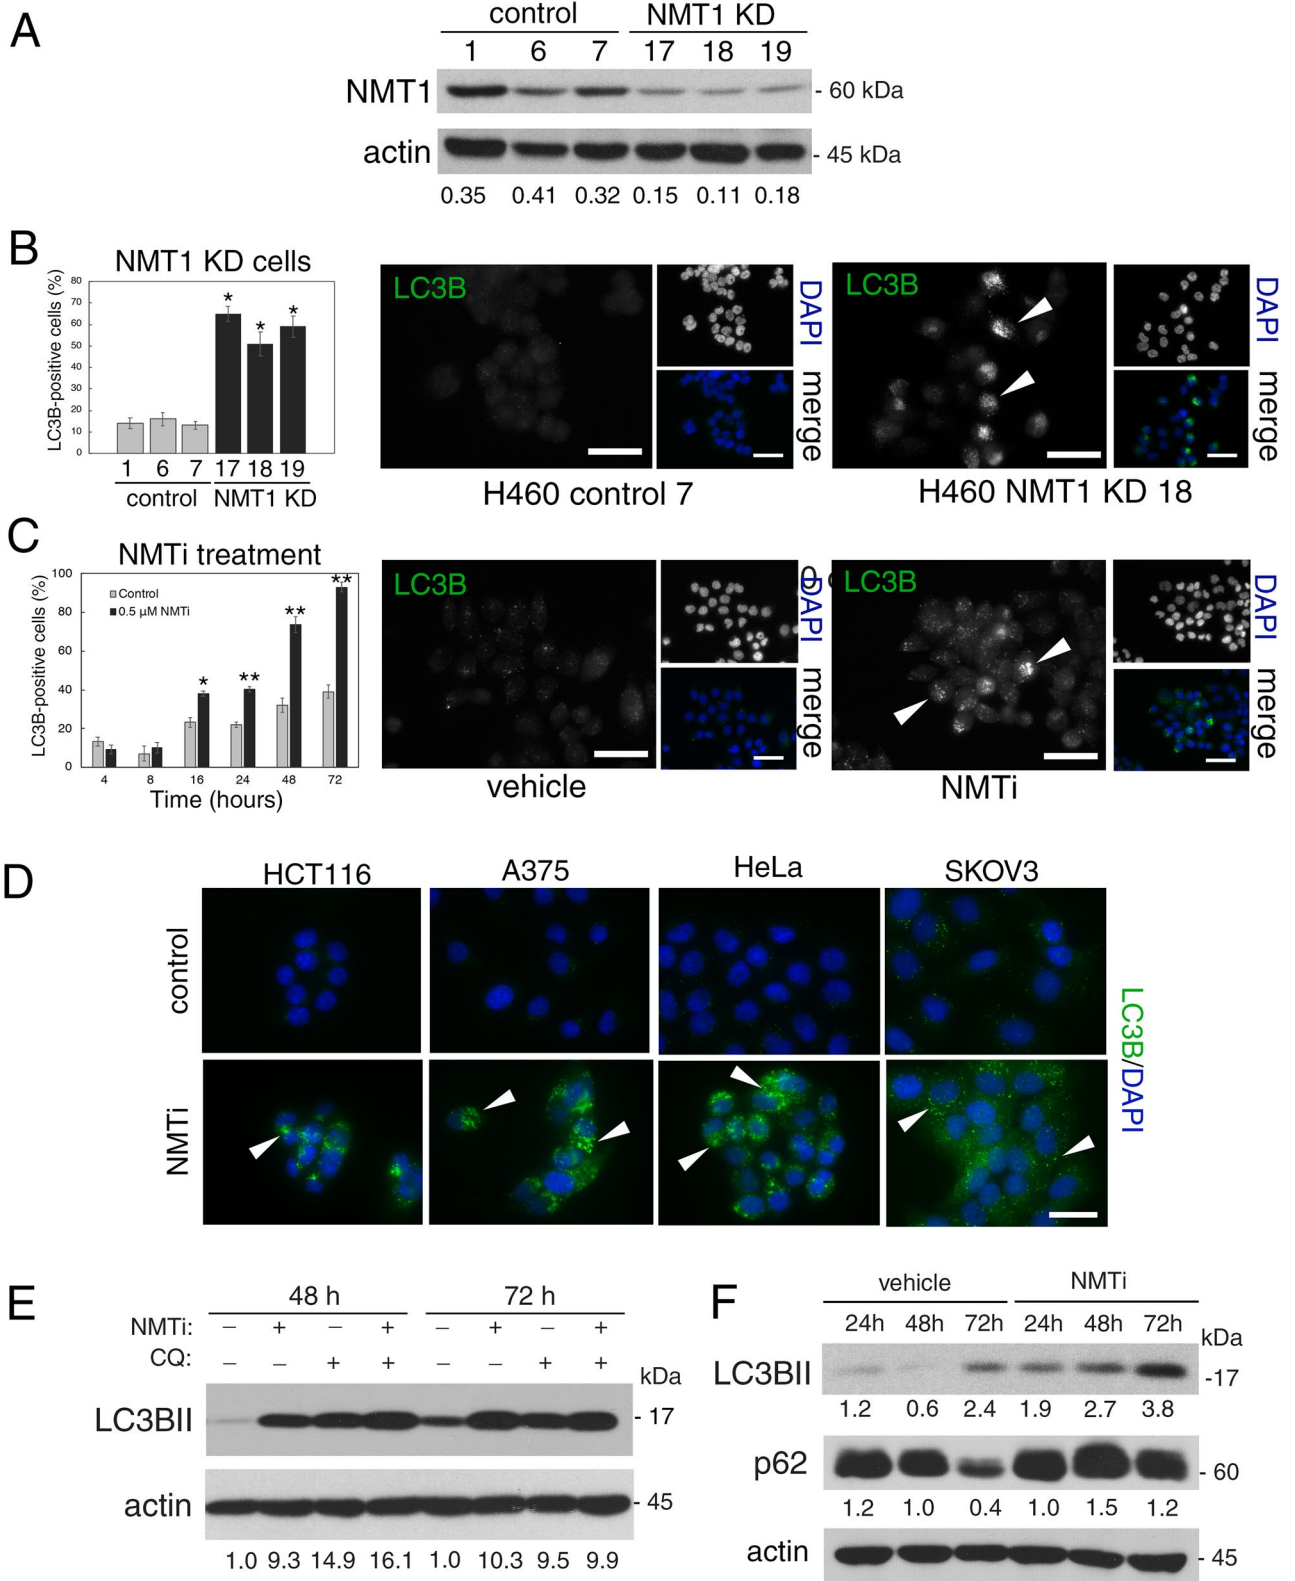 A
control NMT1 KD
1 6 7 17 18 19
NMT1 - 60 kDa
actin - 45 kDa
0.35 0.41 0.32 0.15 0.11 0.18
B
NMT1 KD cells
LC3B-positive cells (%)
80
70
60
50
40
30
20
10
0
* * *
1 6 7 17 18 19
control NMT1 KD
LC3B
DAPI
merge
H460 control 7
LC3B
DAPI
merge
H460 NMT1 KD 18
C
NMTi treatment
LC3B-positive cells (%)
100
80
60
40
20
0
Control
0.5 µM NMTi
* ** ** **
4 8 16 24 48 72
Time (hours)
LC3B
DAPI
merge
vehicle
LC3B
DAPI
merge
NMTi
D
HCT116 A375 HeLa SKOV3
control
NMTi
LC3B/DAPI
E
48 h 72 h
NMTi: – + – + – + – +
CQ: – – + + – – + +
kDa
LC3BII - 17
actin - 45
1.0 9.3 14.9 16.1 1.0 10.3 9.5 9.9
F
vehicle NMTi
24h 48h 72h 24h 48h 72h
kDa
LC3BII -17
1.2 0.6 2.4 1.9 2.7 3.8
p62 - 60
1.2 1.0 0.4 1.0 1.5 1.2
actin - 45